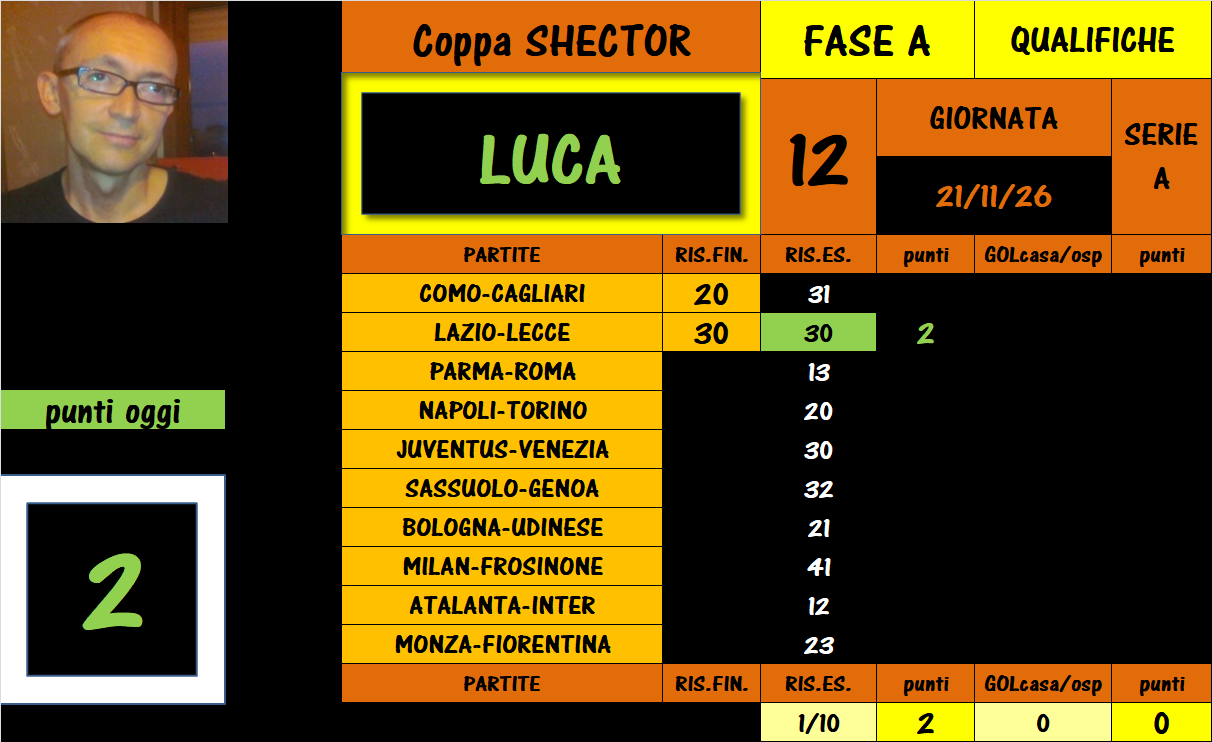 Coppa SHECTOR FASE A QUALIFICHE
LUCA 12 GIORNATA SERIE A
21/11/26
PARTITE RIS.FIN. RIS.ES. punti GOLcasa/osp punti
COMO-CAGLIARI 20 31
LAZIO-LECCE 30 30 2
PARMA-ROMA 13
NAPOLI-TORINO 20
punti oggi
JUVENTUS-VENEZIA 30
SASSUOLO-GENOA 32
BOLOGNA-UDINESE 21
MILAN-FROSINONE 41
2
ATALANTA-INTER 12
MONZA-FIORENTINA 23
PARTITE RIS.FIN. RIS.ES. punti GOLcasa/osp punti
1/10 2 0 0